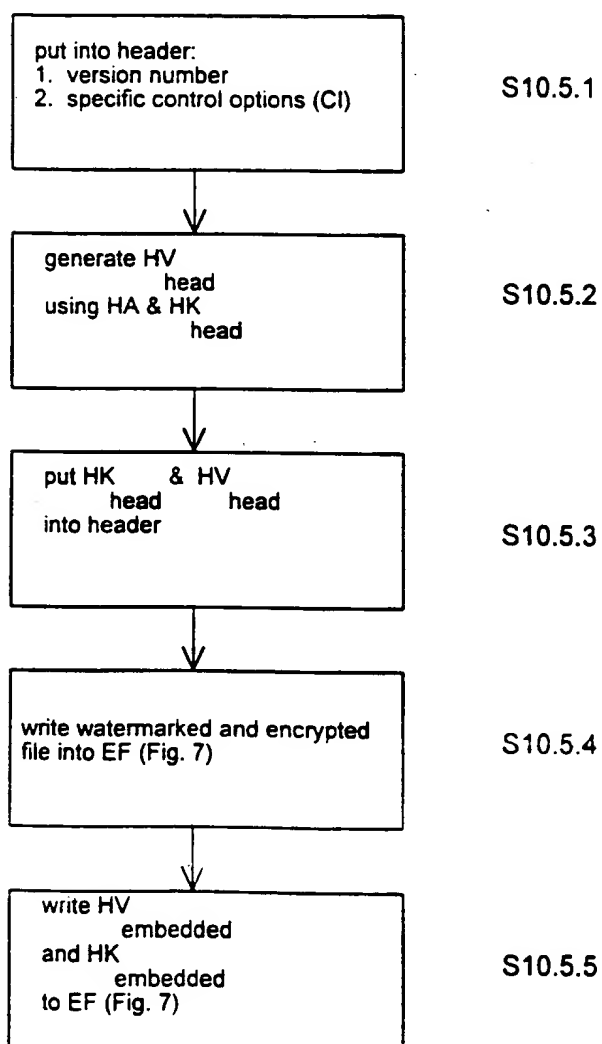 put into header:
1. version number
2. specific control options (CI)
S10.5.1
generate HV
head
using HA & HK
head
S10.5.2
put HK & HV
head head
into header
S10.5.3
write watermarked and encrypted
file into EF (Fig. 7)
S10.5.4
write HV
embedded
and HK
embedded
to EF (Fig. 7)
S10.5.5